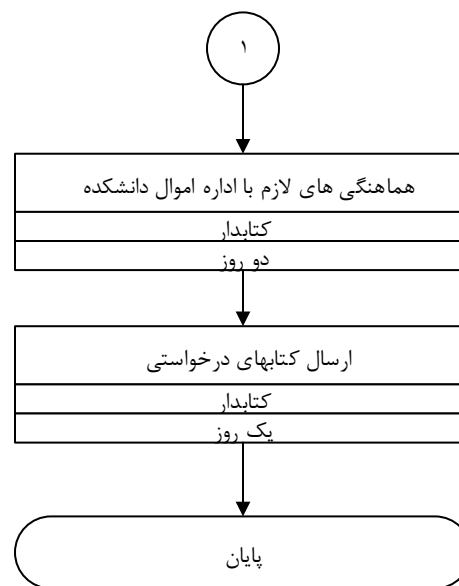 ۱
هماهنگی های لازم با اداره اموال دانشکده
کتابدار
دو روز
ارسال کتابهای درخواستی
کتابدار
یک روز
پایان